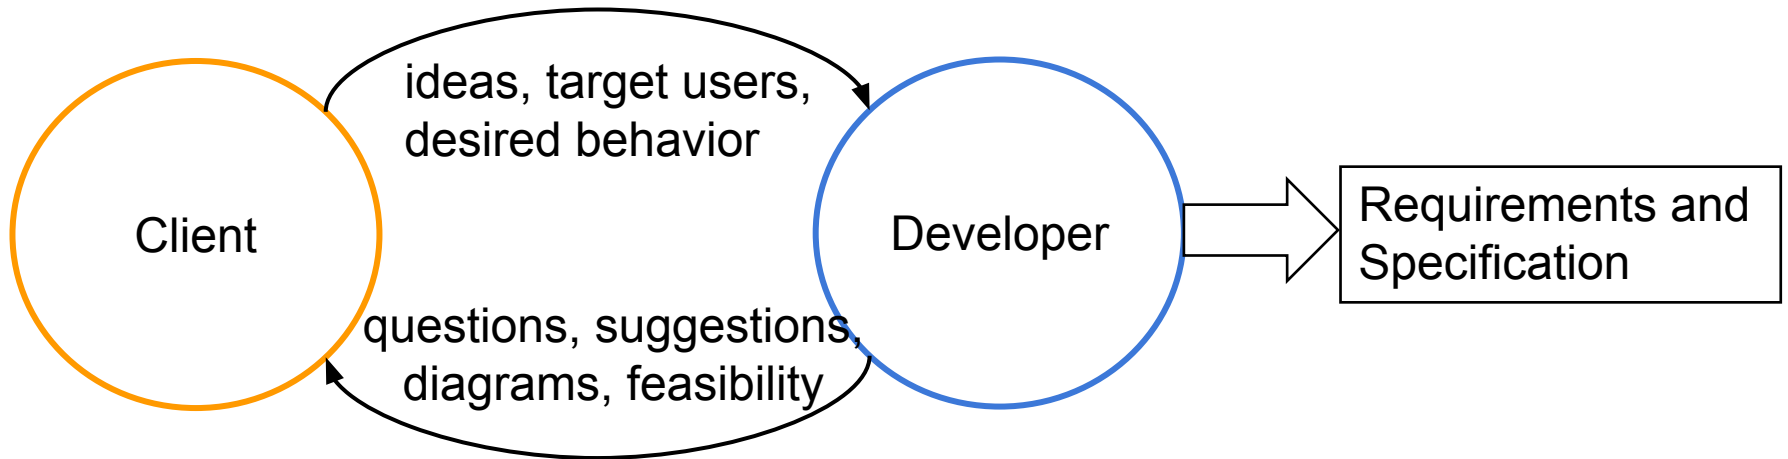 ideas, target users,
desired behavior
Client
Developer
Requirements and
Specification
questions, suggestions,
diagrams, feasibility